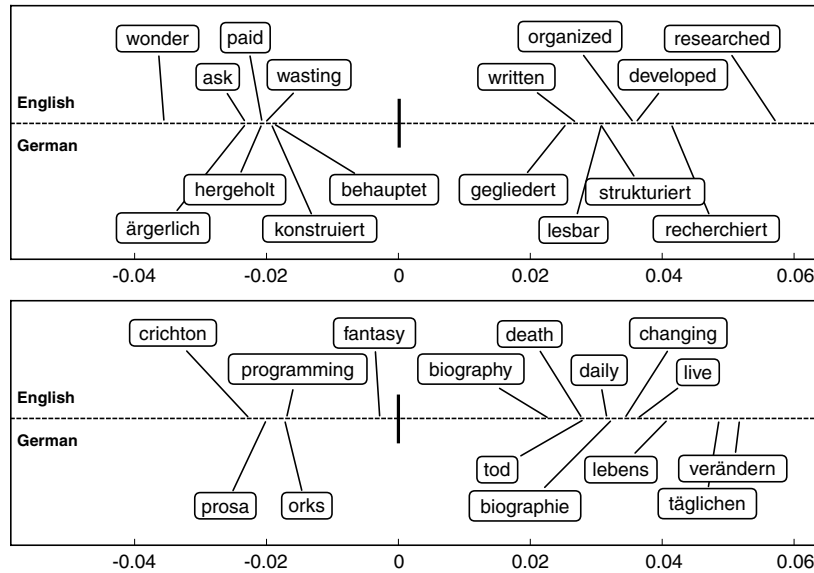 wonder paid organized researched
ask wasting written developed
English
German
hergeholt behauptet gegliedert strukturiert
ärgerlich konstruiert lesbar recherchiert
-0.04 -0.02 0 0.02 0.04 0.06
crichton fantasy death changing
programming biography daily live
English
German
tod lebens verändern
prosa orks biographie täglichen
-0.04 -0.02 0 0.02 0.04 0.06